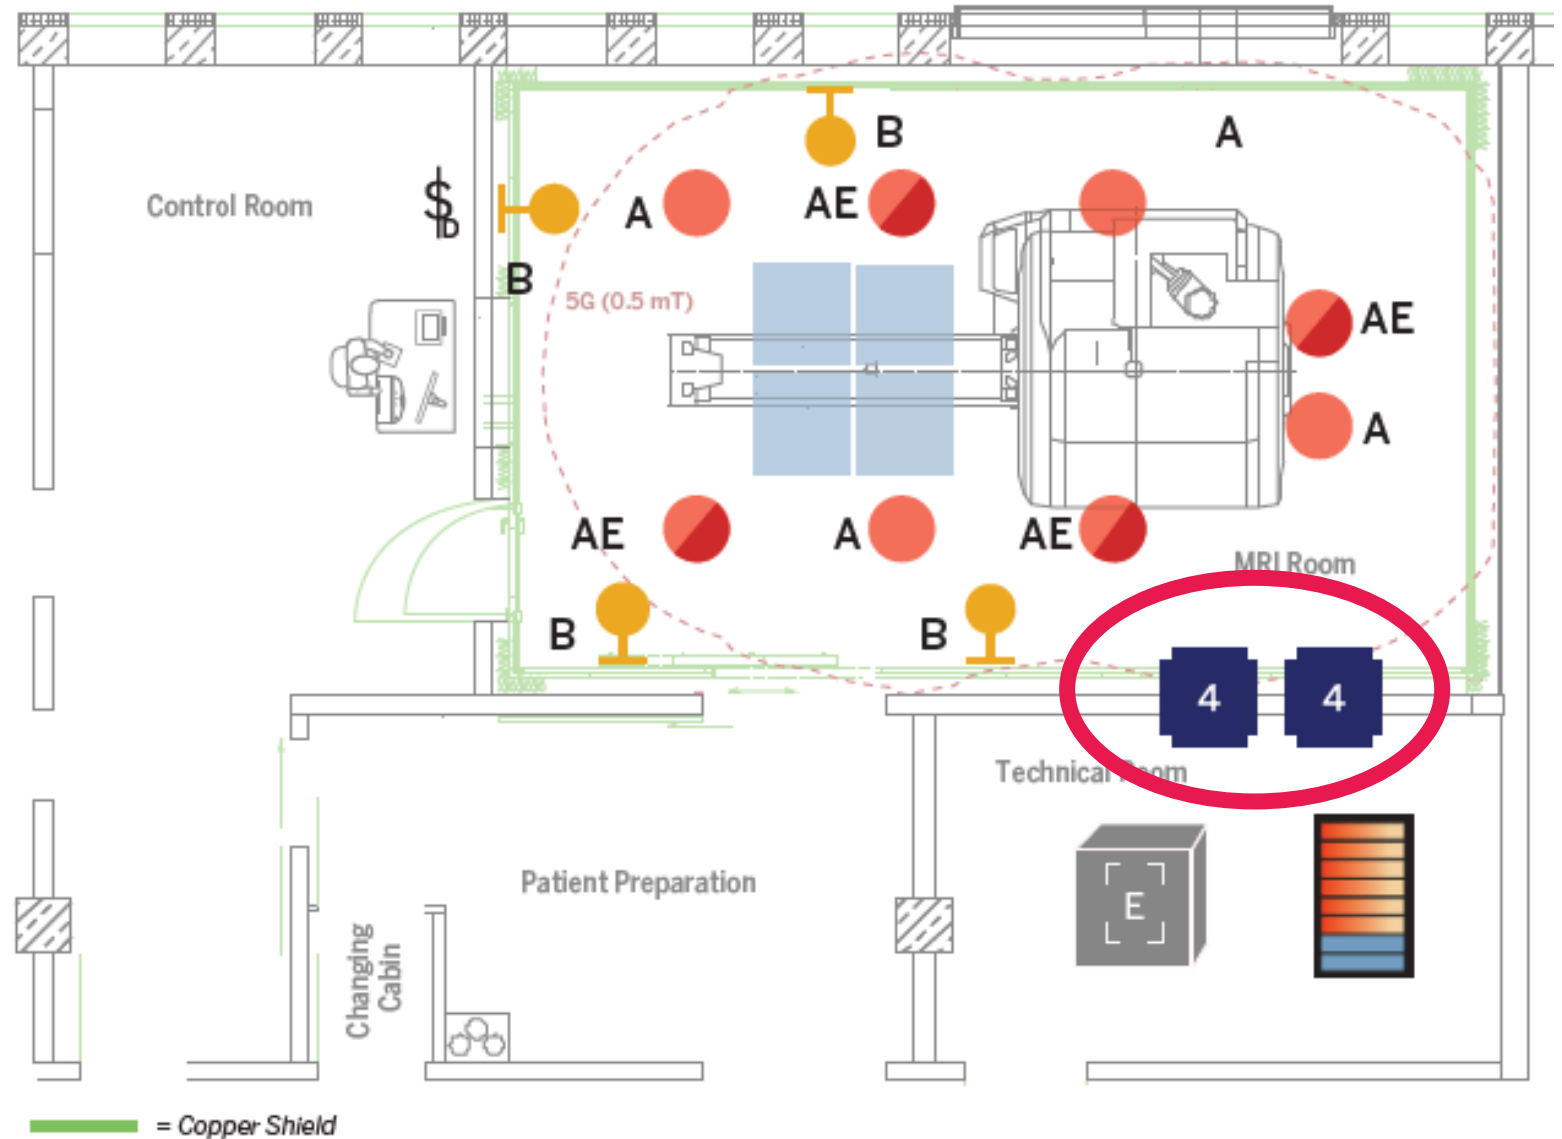 B
A
Control Room
$
D
A
AE
B
5G (0.5 mT)
AE
A
AE
A
AE
MRI Room
B
B
4
4
Technical Room
Patient Preparation
E
Changing
Cabin
= Copper Shield